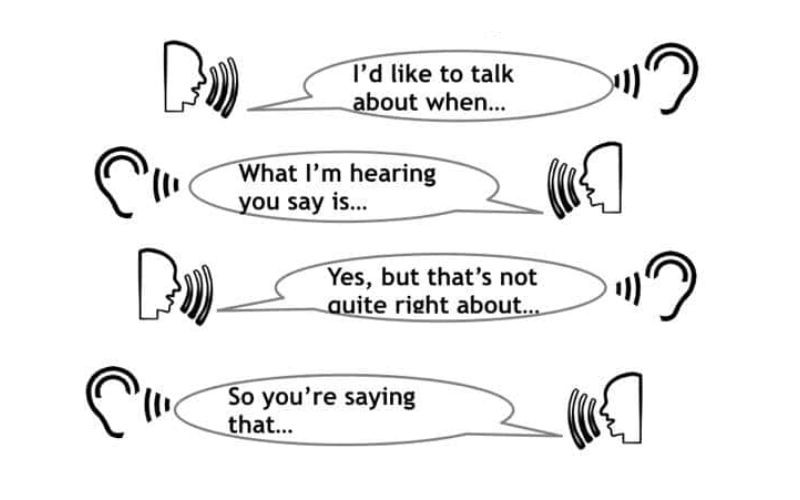 I'd like to talk
about when...
What I'm hearing
you say is...
Yes, but that's not
quite right about...
So you're saying
that...